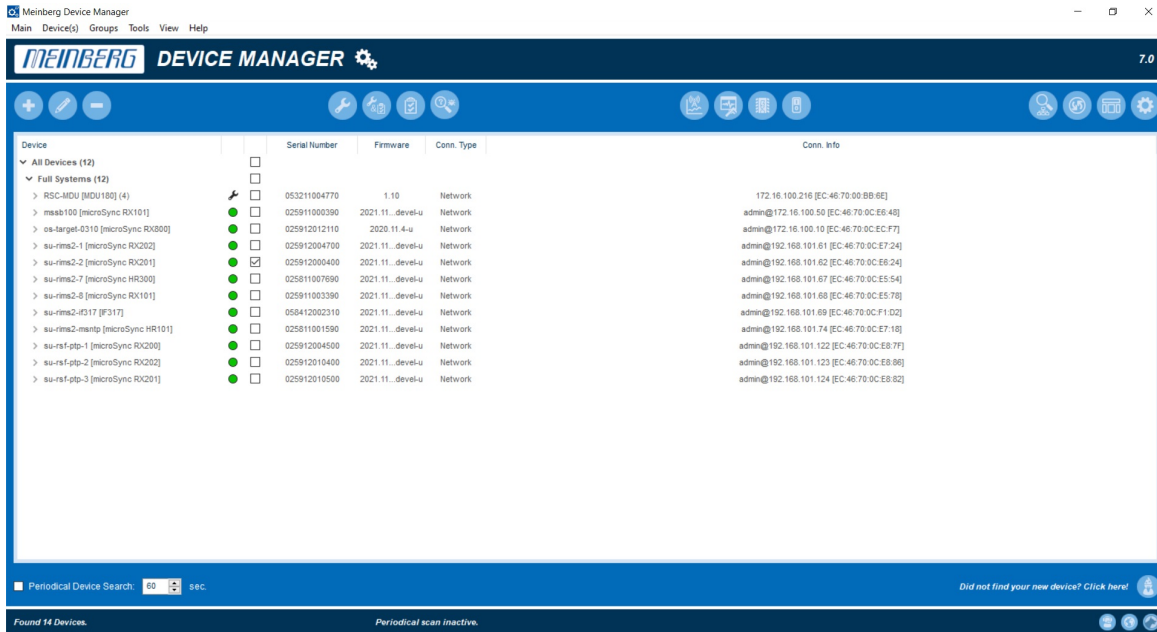 Meinberg Device Manager
Main Device(s) Groups Tools View Help
MEINBERG DEVICE MANAGER 7.0
Device Serial Number Firmware Conn. Type Conn. Info
All Devices (12)
Full Systems (12)
RSC-MDU [MDU180] (4) 053211004770 1.10 Network 172.16.100.216 [EC:46:70:00:BB:6E]
mssb100 [microSync RX101] 025911000390 2021.11...devel-u Network admin@172.16.100.50 [EC:46:70:0C:E6:48]
os-target-0310 [microSync RX800] 025912012110 2020.11.4-u Network admin@172.16.100.10 [EC:46:70:0C:EC:F7]
su-rims2-1 [microSync RX202] 025912004700 2021.11...devel-u Network admin@192.168.101.61 [EC:46:70:0C:E7:24]
su-rims2-2 [microSync RX201] 025912000400 2021.11...devel-u Network admin@192.168.101.62 [EC:46:70:0C:E6:24]
su-rims2-7 [microSync HR300] 025811007690 2021.11...devel-u Network admin@192.168.101.67 [EC:46:70:0C:E5:54]
su-rims2-8 [microSync RX101] 025911003390 2021.11...devel-u Network admin@192.168.101.68 [EC:46:70:0C:E5:78]
su-rims2-if317 [IF317] 058412002310 2021.11...devel-u Network admin@192.168.101.69 [EC:46:70:0C:F1:D2]
su-rims2-msntp [microSync HR101] 025811001590 2021.11...devel-u Network admin@192.168.101.74 [EC:46:70:0C:E7:18]
su-rsf-ptp-1 [microSync RX200] 025912004500 2021.11...devel-u Network admin@192.168.101.122 [EC:46:70:0C:E8:7F]
su-rsf-ptp-2 [microSync RX202] 025912010400 2021.11...devel-u Network admin@192.168.101.123 [EC:46:70:0C:E8:86]
su-rsf-ptp-3 [microSync RX201] 025912010500 2021.11...devel-u Network admin@192.168.101.124 [EC:46:70:0C:E8:82]
Periodical Device Search: 60 sec. Did not find your new device? Click here!
Found 14 Devices. Periodical scan inactive.